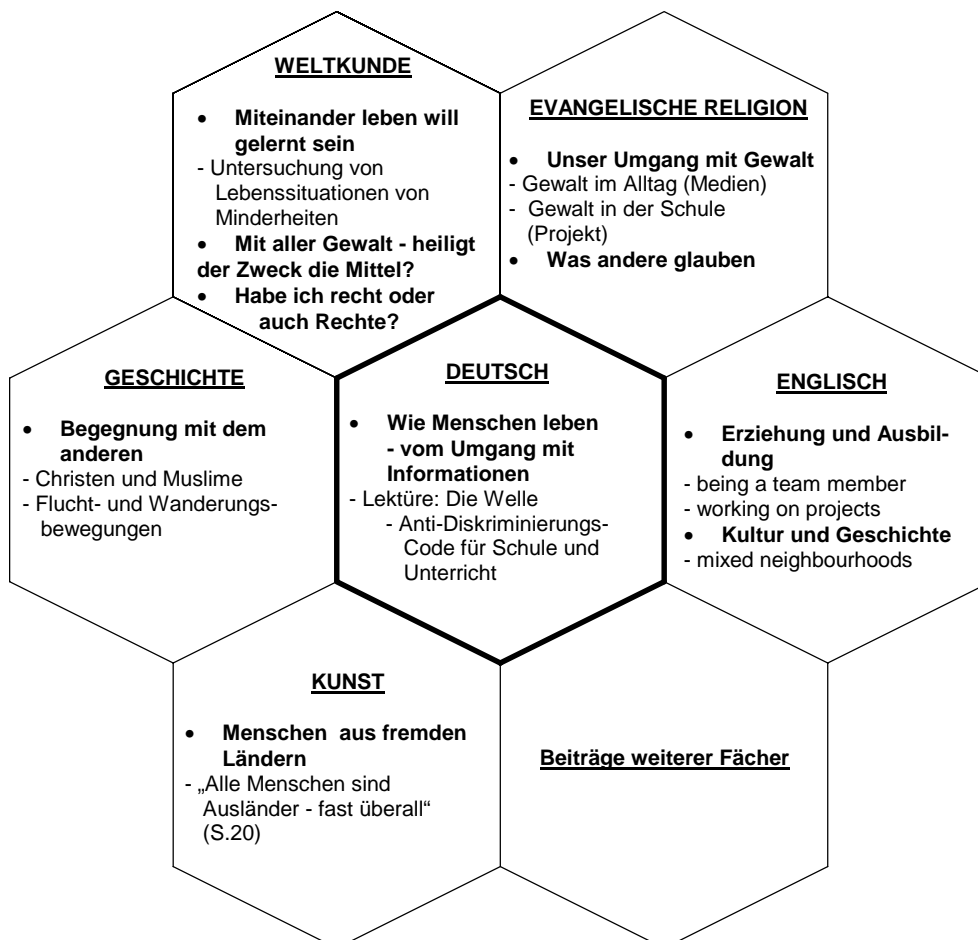 WELTKUNDE
• Miteinander leben will
gelernt sein
- Untersuchung von
Lebenssituationen von
Minderheiten
• Mit aller Gewalt - heiligt
der Zweck die Mittel?
• Habe ich recht oder
auch Rechte?
EVANGELISCHE RELIGION
• Unser Umgang mit Gewalt
- Gewalt im Alltag (Medien)
- Gewalt in der Schule
(Projekt)
• Was andere glauben
GESCHICHTE
• Begegnung mit dem
anderen
- Christen und Muslime
- Flucht- und Wanderungs-
bewegungen
DEUTSCH
• Wie Menschen leben
- vom Umgang mit
Informationen
- Lektüre: Die Welle
- Anti-Diskriminierungs-
Code für Schule und
Unterricht
ENGLISCH
• Erziehung und Ausbil-
dung
- being a team member
- working on projects
• Kultur und Geschichte
- mixed neighbourhoods
KUNST
• Menschen aus fremden
Ländern
- „Alle Menschen sind
Ausländer - fast überall“
(S.20)
Beiträge weiterer Fächer